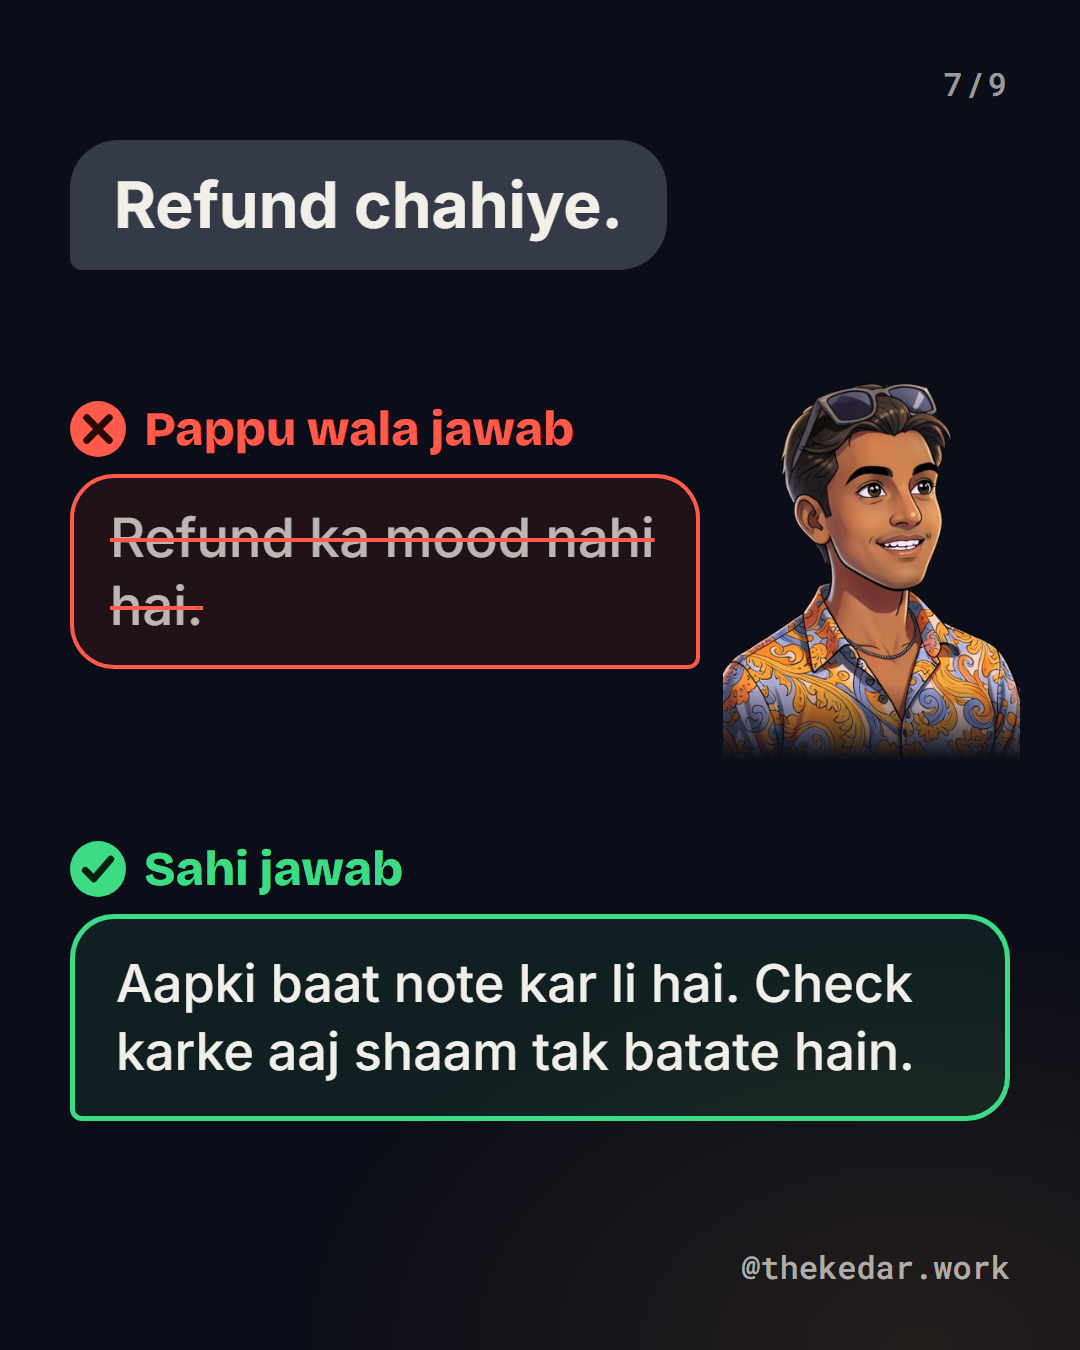 7/9
Refund chahiye.
Pappu wala jawab
Refund ka mood nahi
hai.
Sahi jawab
Aapki baat note kar li hai. Check
karke aaj shaam tak batate hain.
@thekedar.work